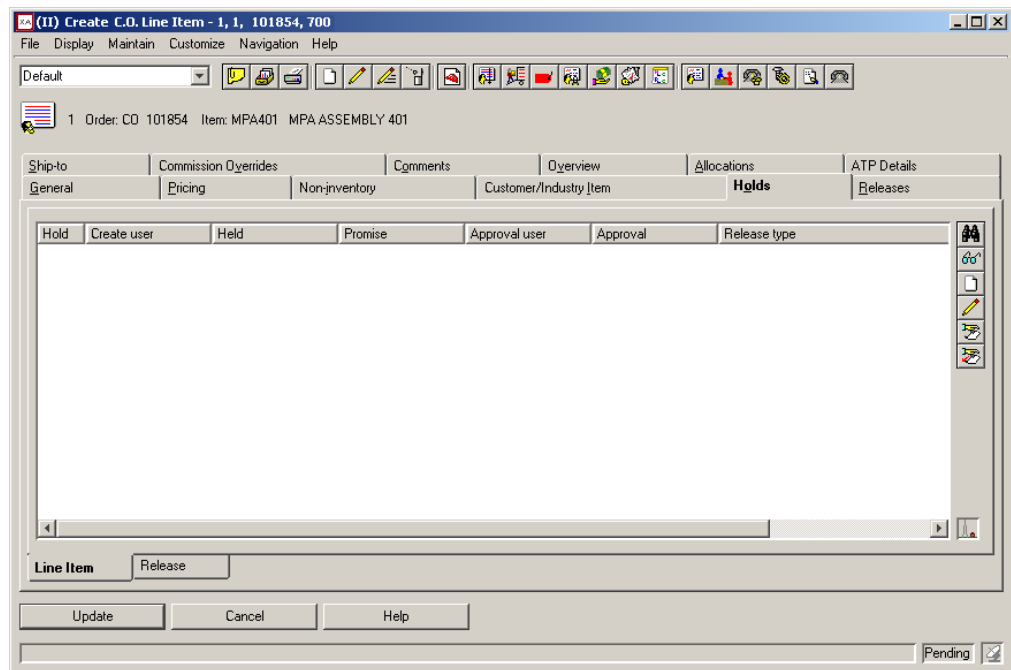 XA (II) Create C.O. Line Item - 1, 1, 101854, 700
File Display Maintain Customize Navigation Help
Default
1 Order: CO 101854 Item: MPA401 MPA ASSEMBLY 401
Ship-to Commission Overrides Comments Overview Allocations ATP Details
General Pricing Non-inventory Customer/Industry Item Holds Releases
Hold Create user Held Promise Approval user Approval Release type
Line Item Release
Update Cancel Help
Pending